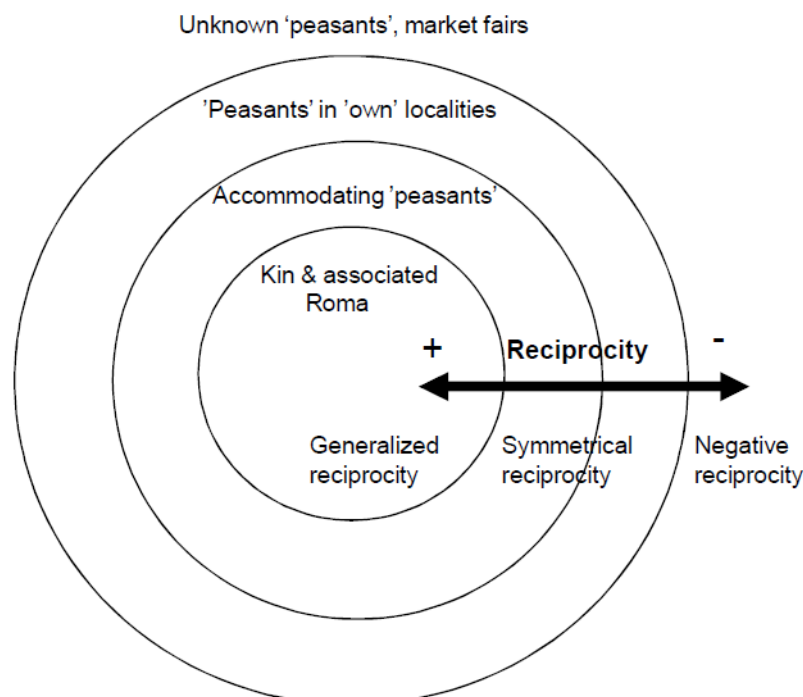 Unknown ‘peasants’, market fairs
’Peasants’ in ’own’ localities
Accommodating ‘peasants’
Kin & associated
Roma
+ Reciprocity -
Generalized reciprocity
Symmetrical reciprocity
Negative reciprocity